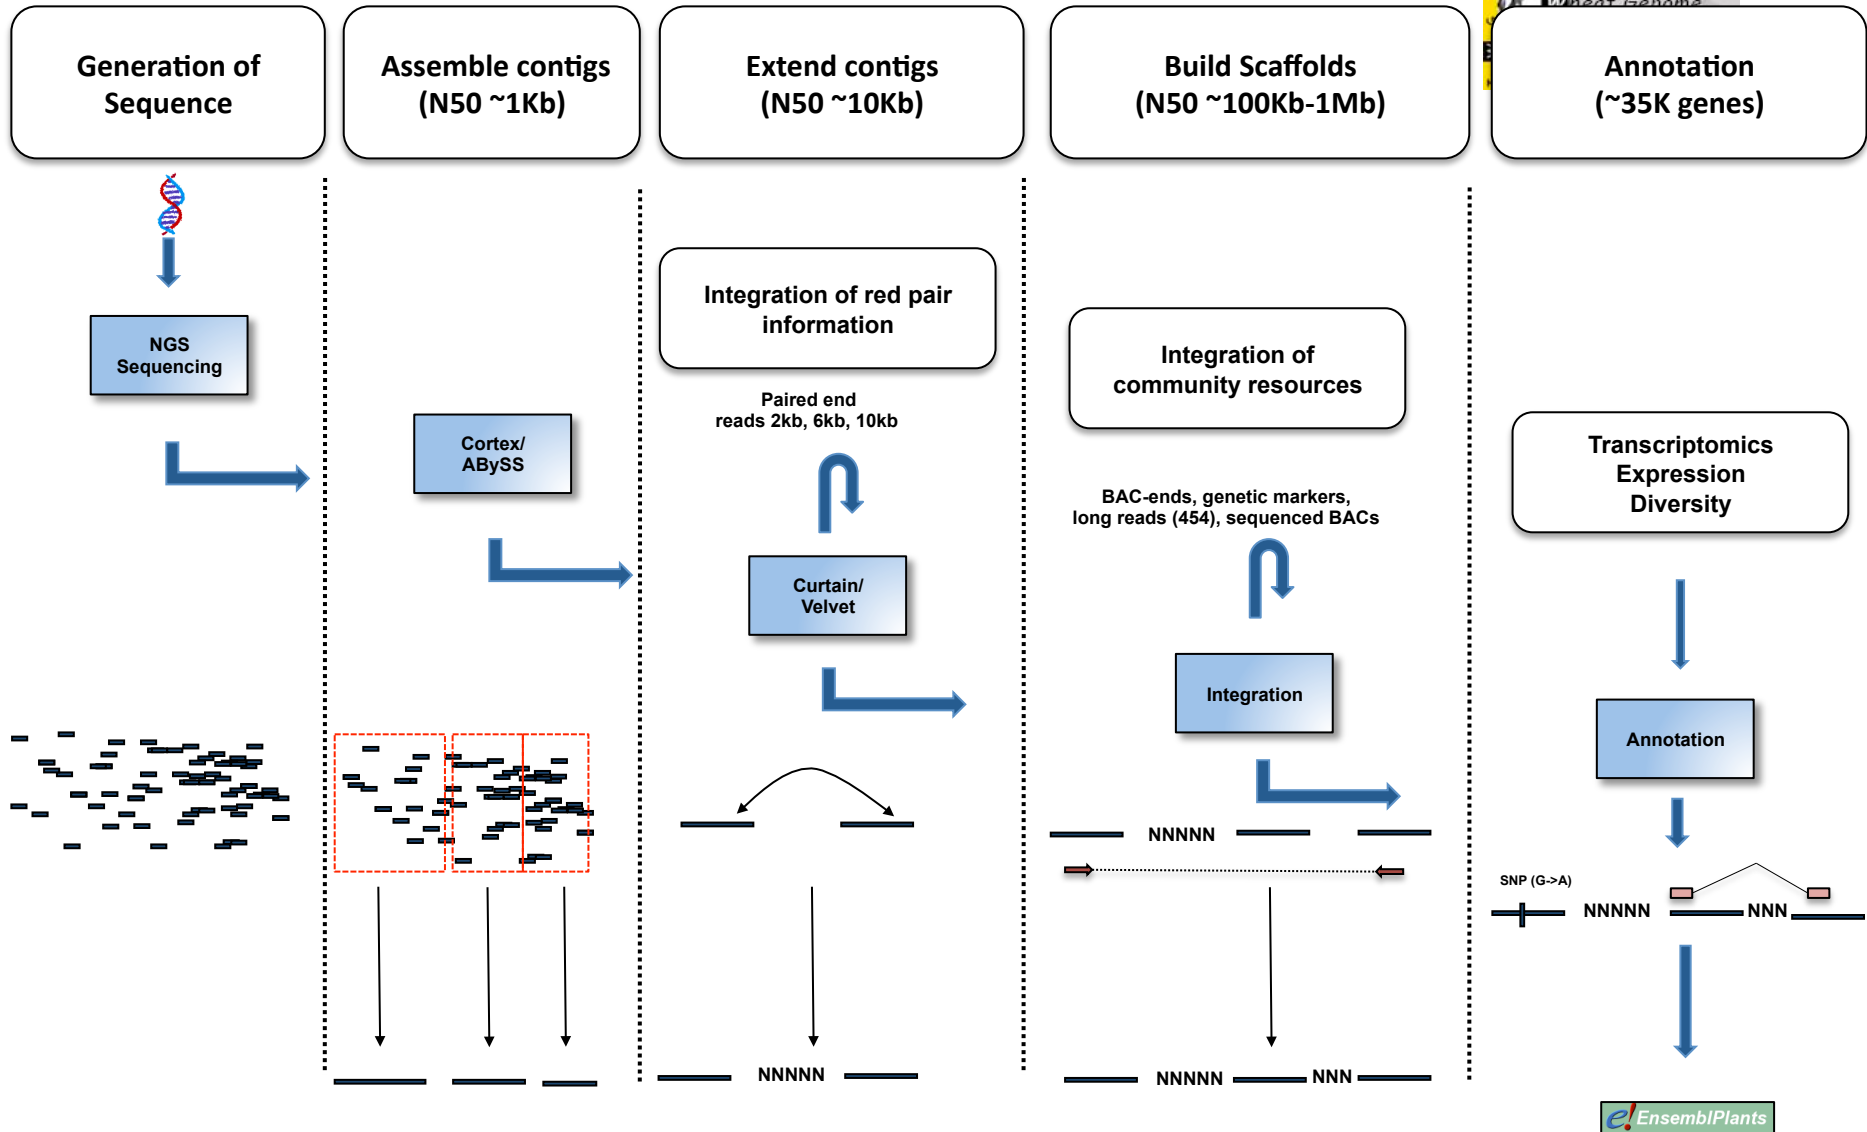 Wheat Genome
Generation of
Sequence
Assemble contigs
(N50 ~1Kb)
Extend contigs
(N50 ~10Kb)
Build Scaffolds
(N50 ~100Kb-1Mb)
Annotation
(~35K genes)
NGS
Sequencing
Cortex/
ABySS
Integration of red pair
information
Paired end
reads 2kb, 6kb, 10kb
Curtain/
Velvet
NNNNN
Integration of
community resources
BAC-ends, genetic markers,
long reads (454), sequenced BACs
Integration
NNNNN
NNNNN NNN
Transcriptomics
Expression
Diversity
Annotation
SNP (G->A)
NNNNN NNN
e! EnsemblPlants